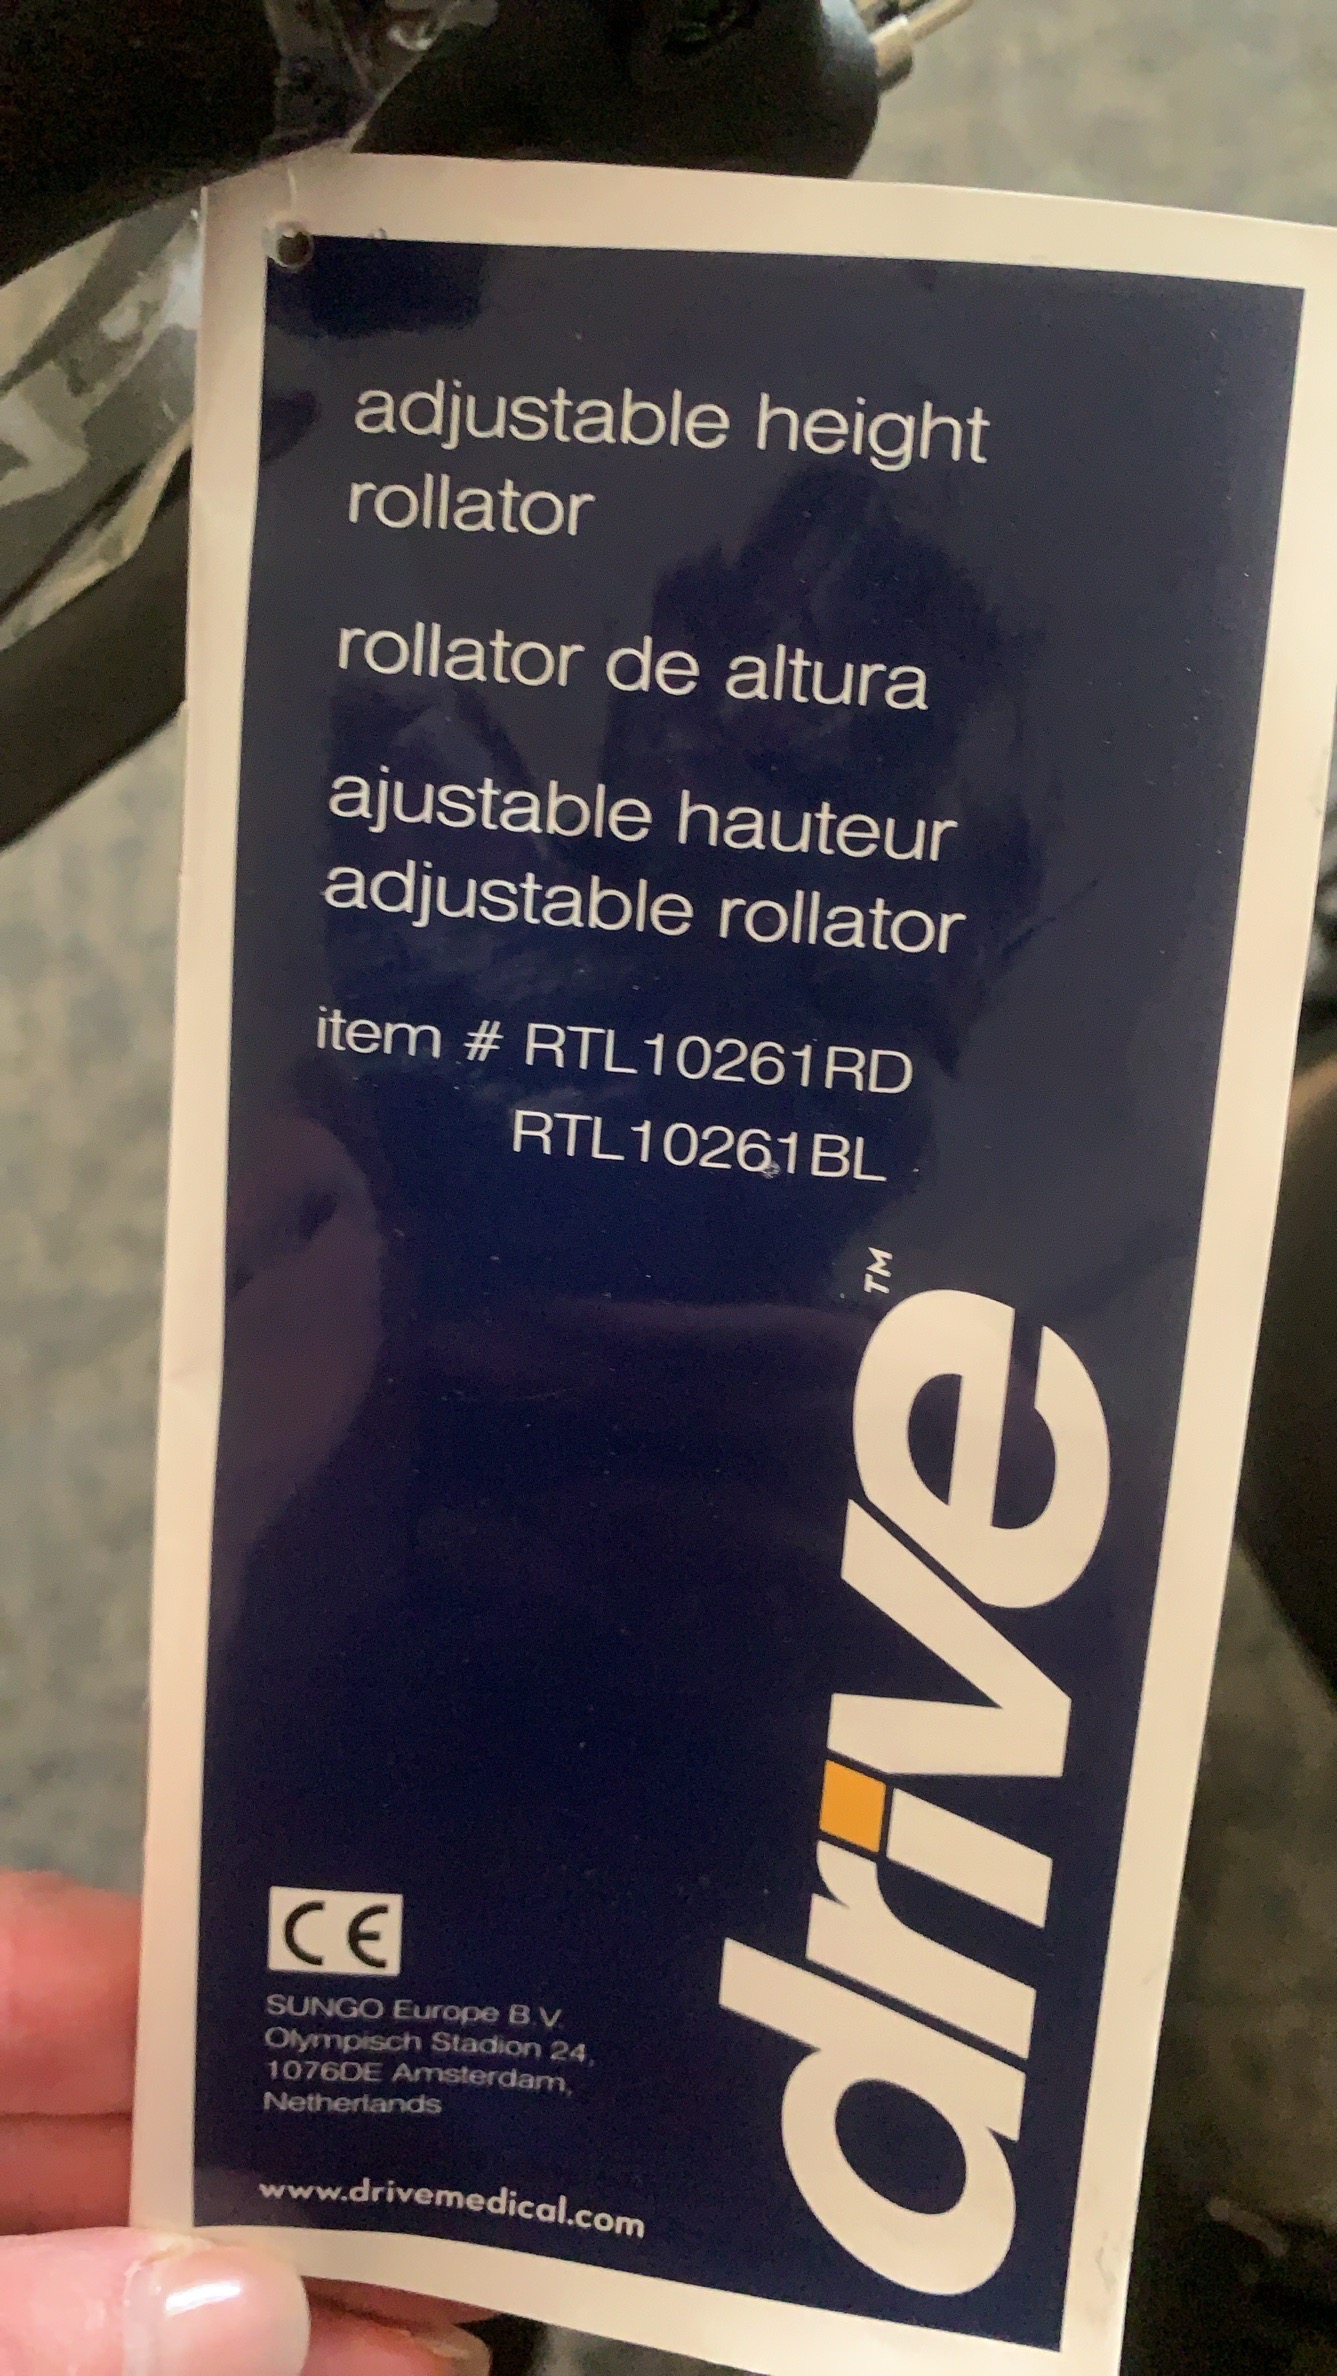 adjustable height
rollator
rollator de altura
ajustable hauteur
adjustable rollator
item # RTL10261RD
RTL10261BL
drive™
CE
SUNGO Europe B.V.
Olympisch Stadion 24,
1076DE Amsterdam,
Netherlands
www.drivemedical.com